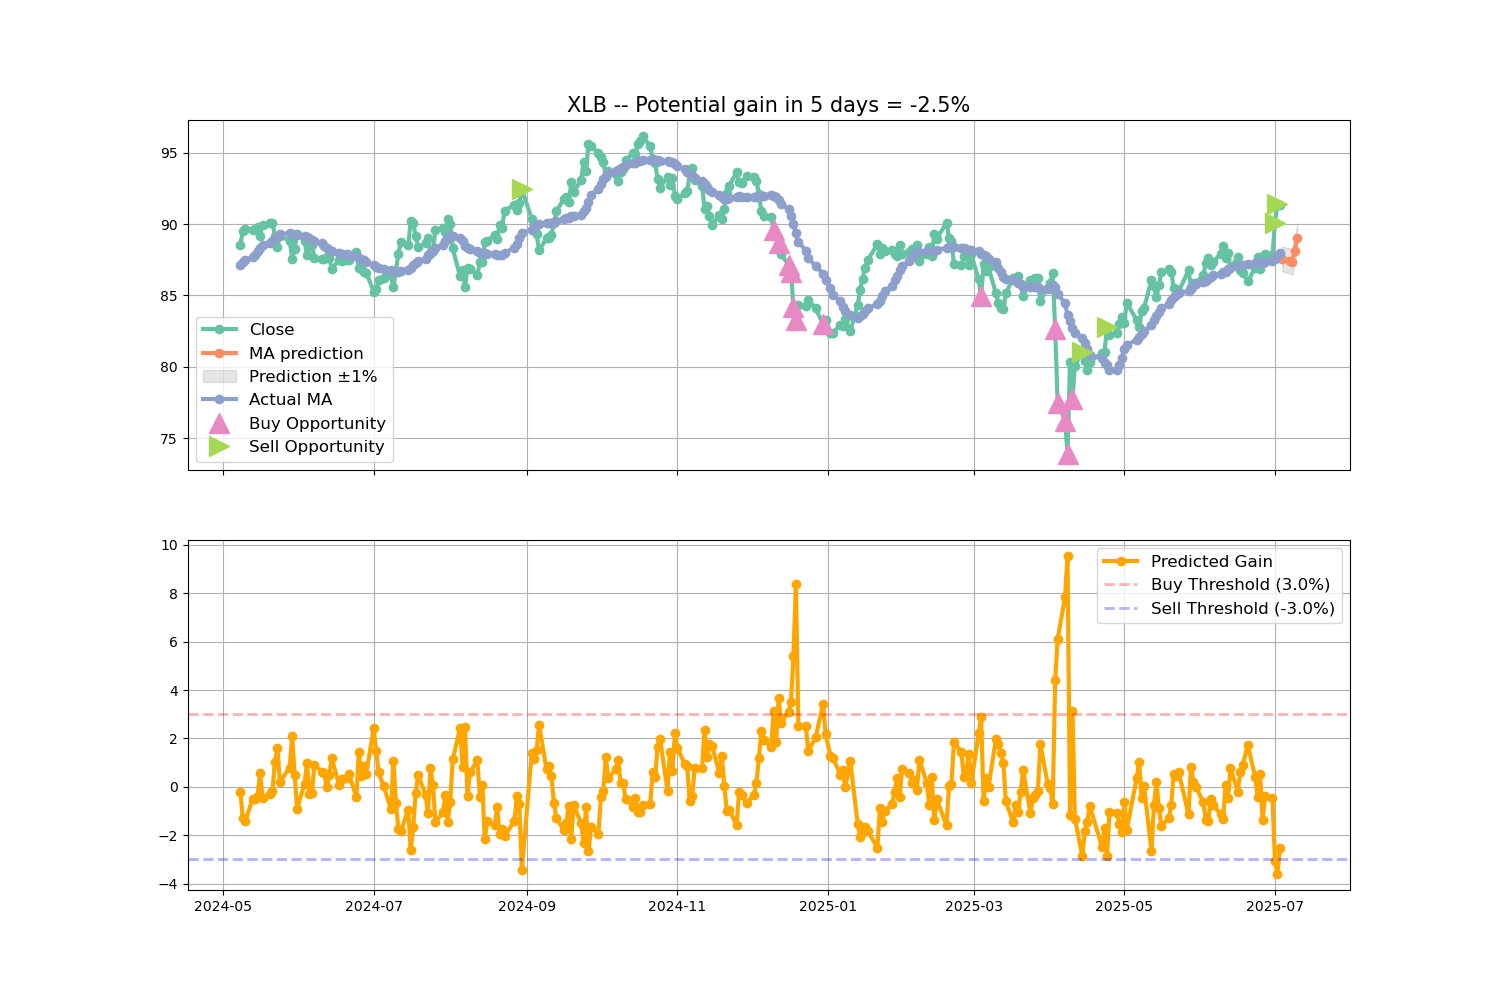 XLB -- Potential gain in 5 days = -2.5%
95
90
85
80
75
Close
MA prediction
Prediction ±1%
Actual MA
Buy Opportunity
Sell Opportunity
10
8
6
4
2
0
−2
−4
Predicted Gain
Buy Threshold (3.0%)
Sell Threshold (-3.0%)
2024-05
2024-07
2024-09
2024-11
2025-01
2025-03
2025-05
2025-07